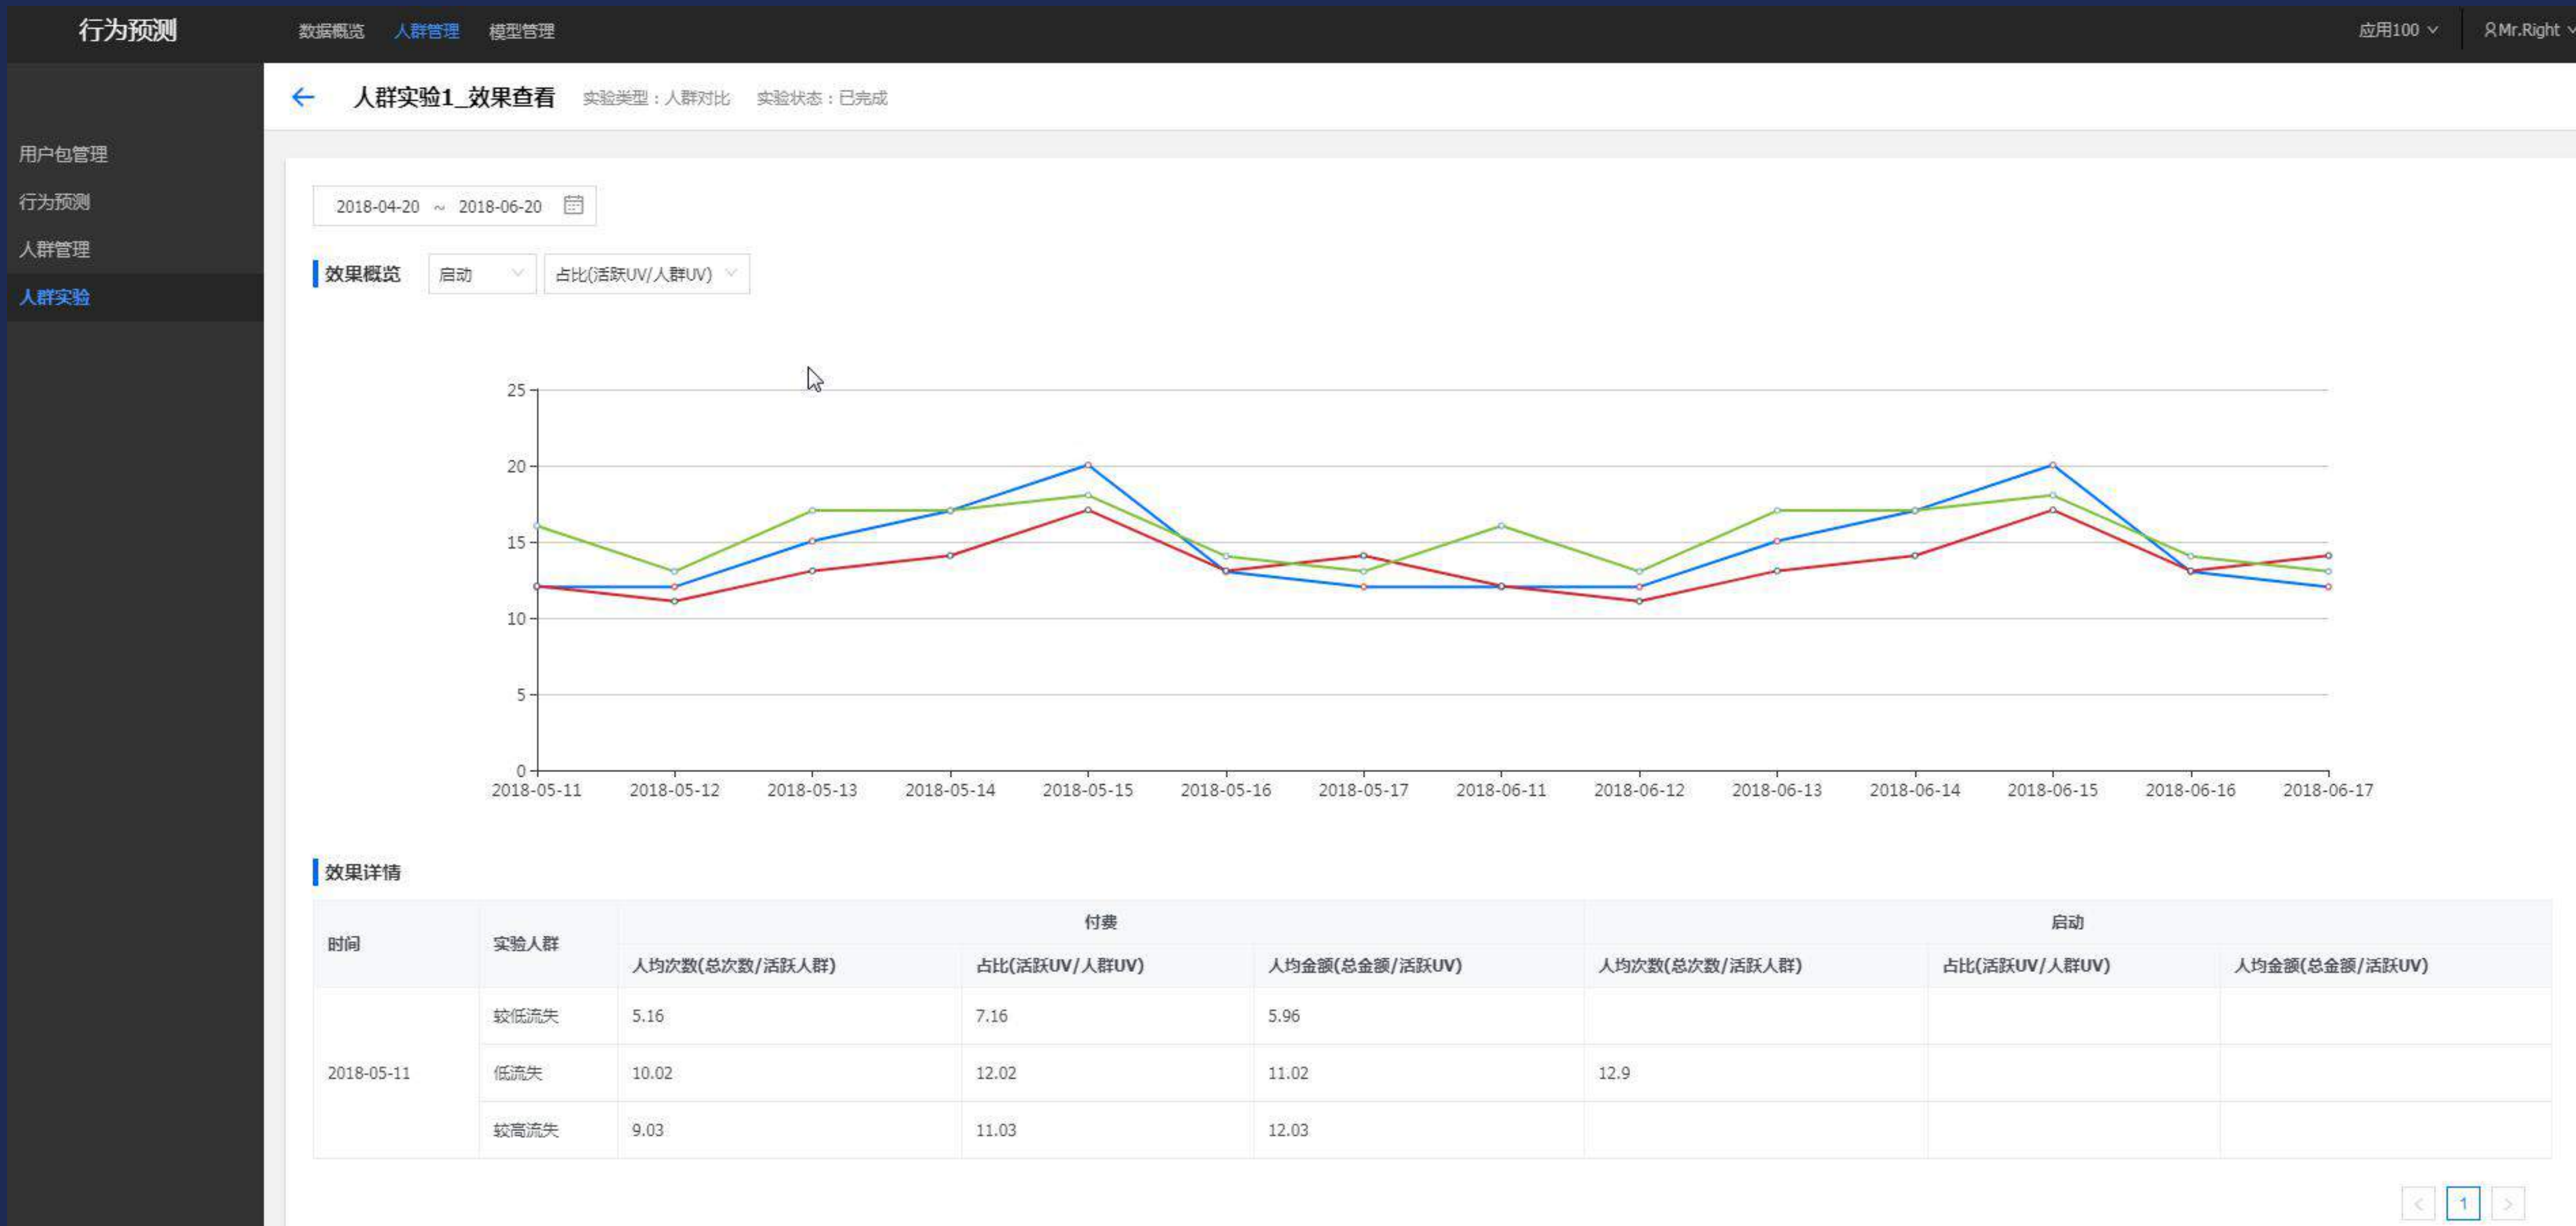 行为预测 数据概览 人群管理 模型管理 应用100 Mr.Right
人群实验1_效果查看 实验类型：人群对比 实验状态：已完成
用户包管理
行为预测
人群管理
人群实验
2018-04-20 ~ 2018-06-20
效果概览 启动 占比(活跃UV/人群UV)
25
20
15
10
5
0
2018-05-11 2018-05-12 2018-05-13 2018-05-14 2018-05-15 2018-05-16 2018-05-17 2018-06-11 2018-06-12 2018-06-13 2018-06-14 2018-06-15 2018-06-16 2018-06-17
效果详情
时间 实验人群 付费 启动
人均次数(总次数/活跃人群) 占比(活跃UV/人群UV) 人均金额(总金额/活跃UV) 人均次数(总次数/活跃人群) 占比(活跃UV/人群UV) 人均金额(总金额/活跃UV)
较低流失 5.16 7.16 5.96
2018-05-11 低流失 10.02 12.02 11.02 12.9
较高流失 9.03 11.03 12.03
< 1 >